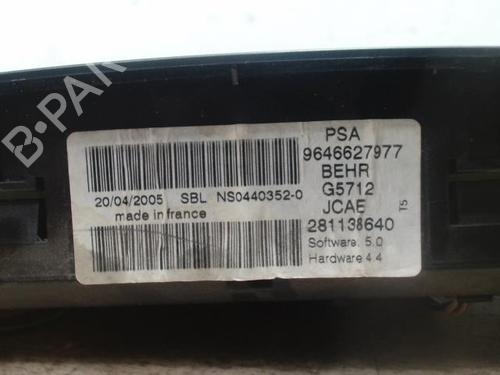 B-PAR
PSA
9646627977
BEHR
G5712
JCAE
281138640
T5
Software: 5.0
Hardware 4.4
20/04/2005 SBL NS0440352-0
made in france